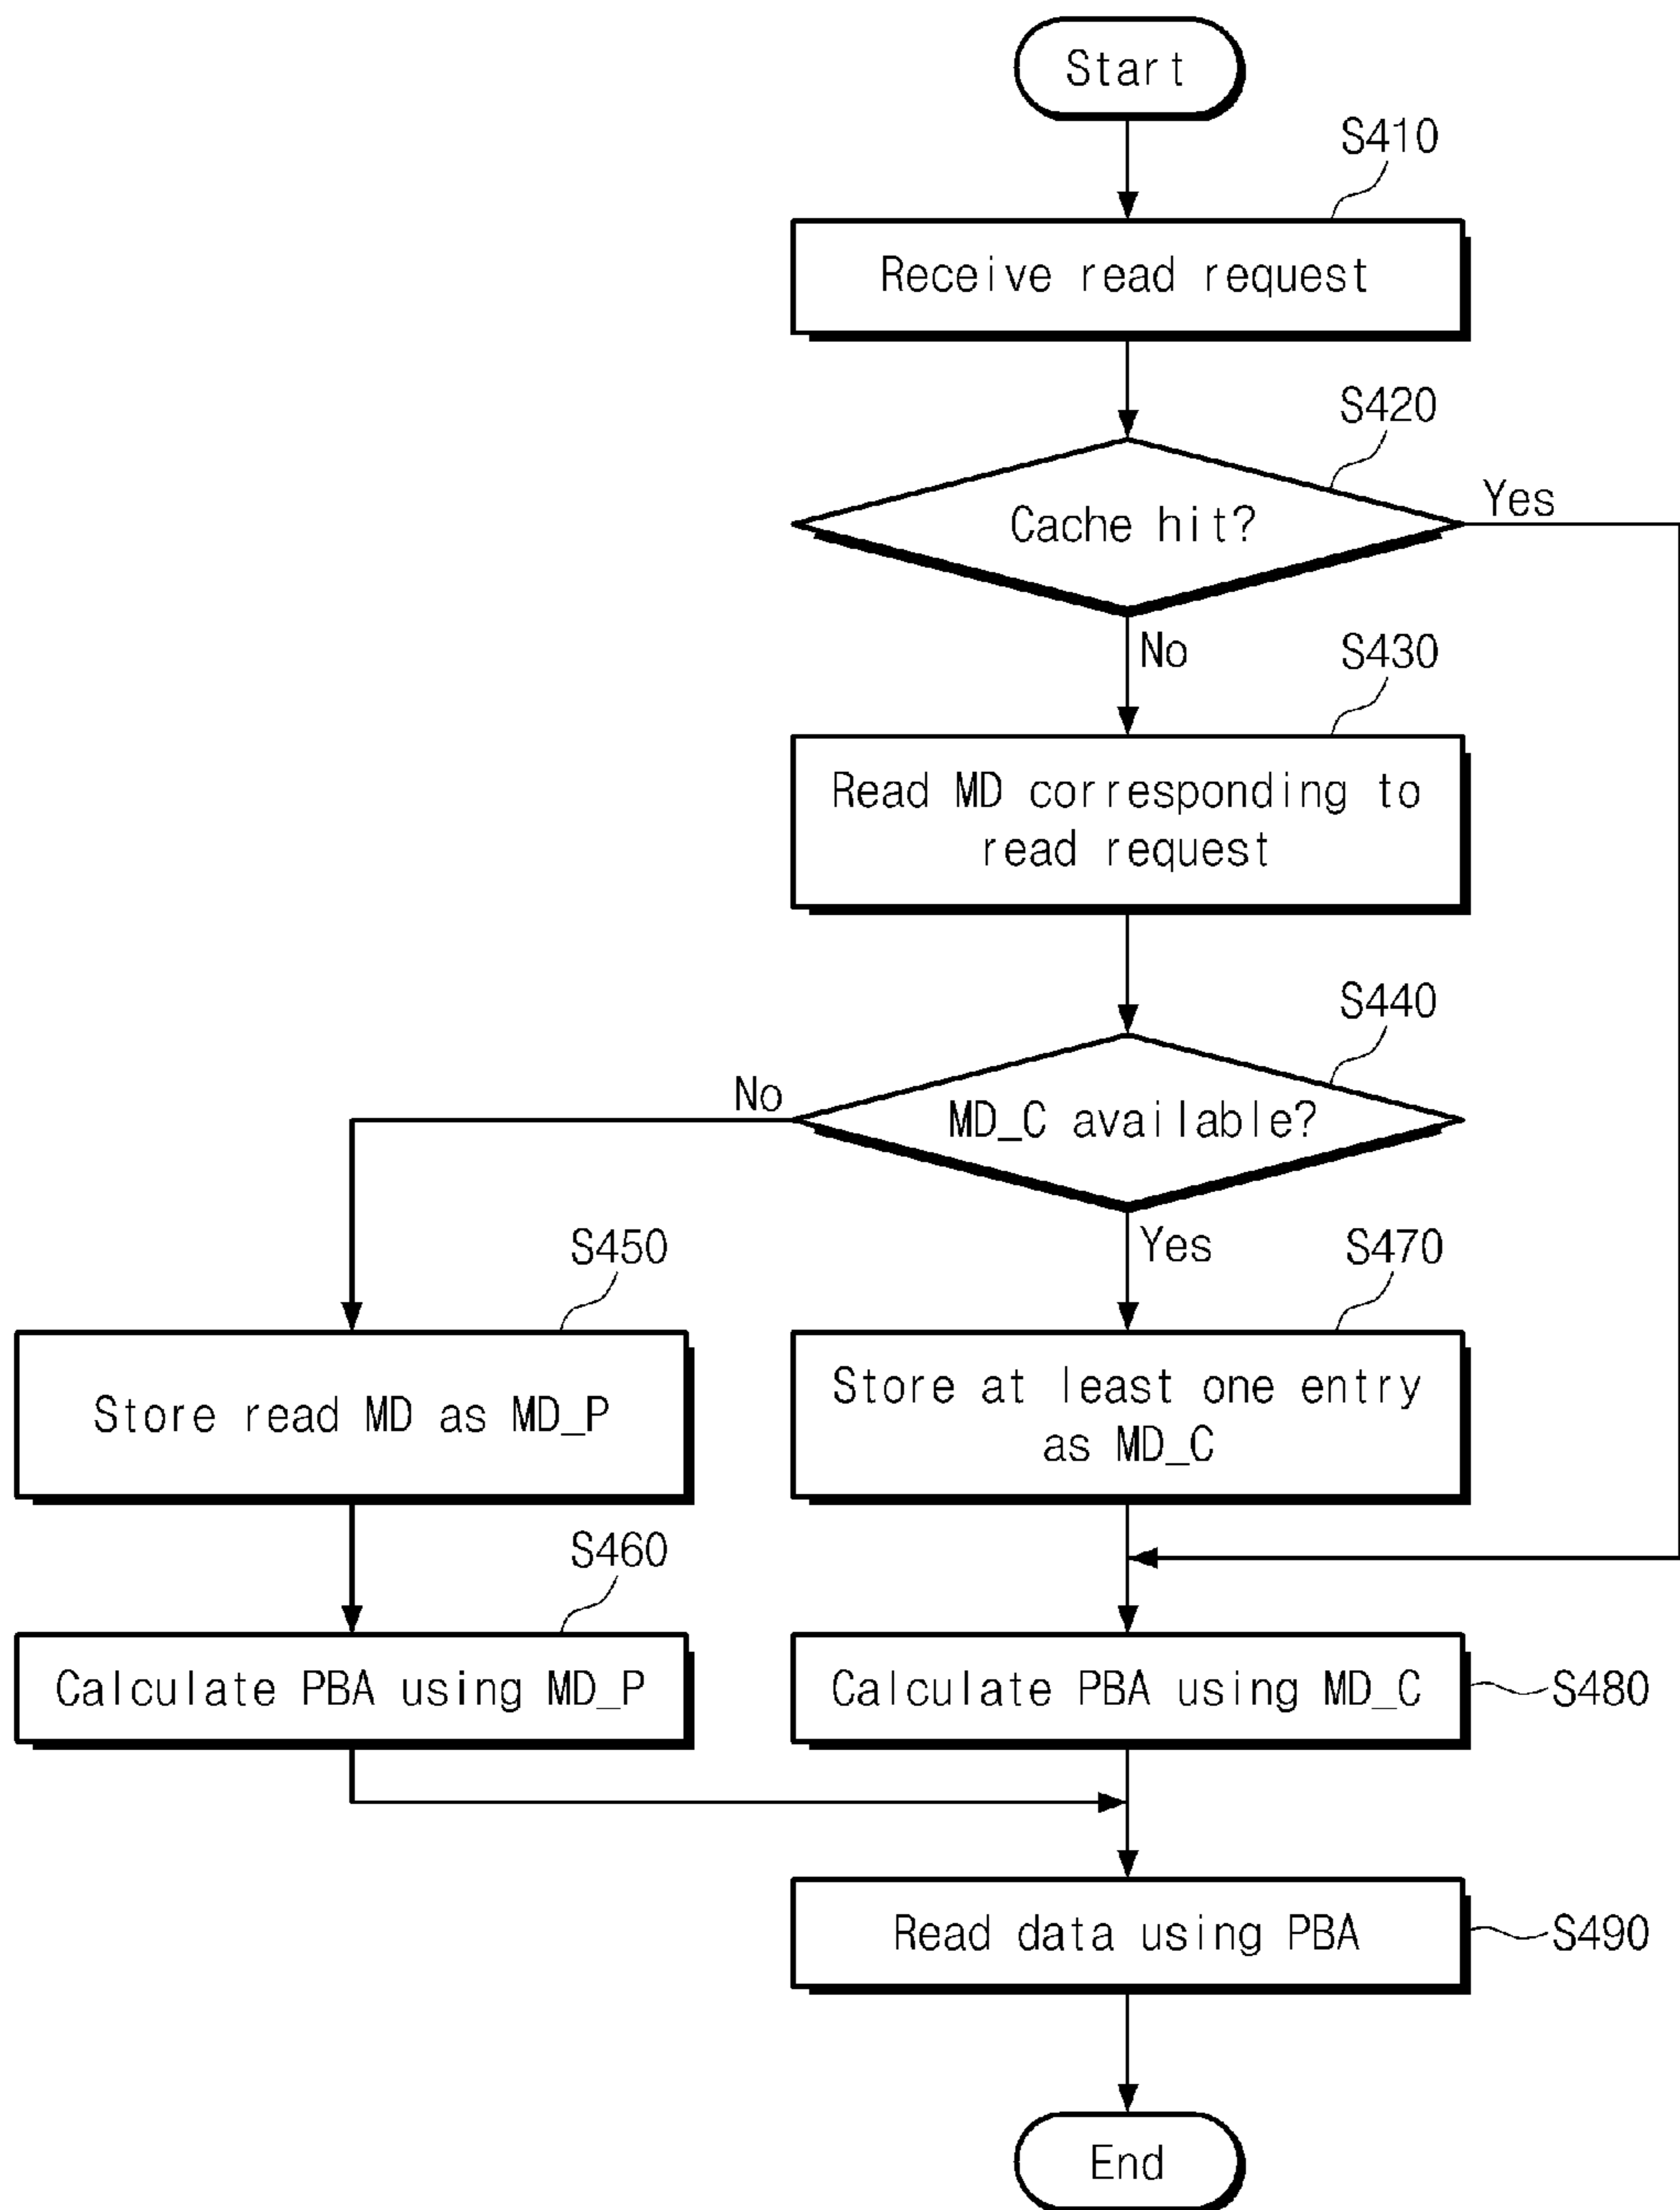 Start
S410
Receive read request
S420
Cache hit?
Yes
No
S430
Read MD corresponding to
read request
S440
MD_C available?
No
Yes
S450
S470
Store read MD as MD_P
Store at least one entry
as MD_C
S460
Calculate PBA using MD_P
Calculate PBA using MD_C
S480
Read data using PBA
S490
End